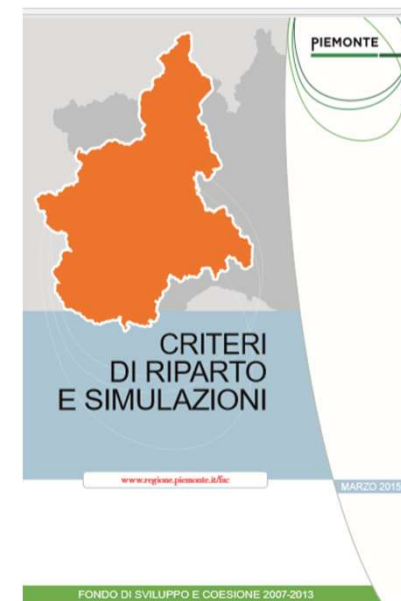 PIEMONTE
CRITERI
DI RIPARTO
E SIMULAZIONI
www.regione.piemonte.it/fsc
MARZO 2015
FONDO DI SVILUPPO E COESIONE 2007-2013